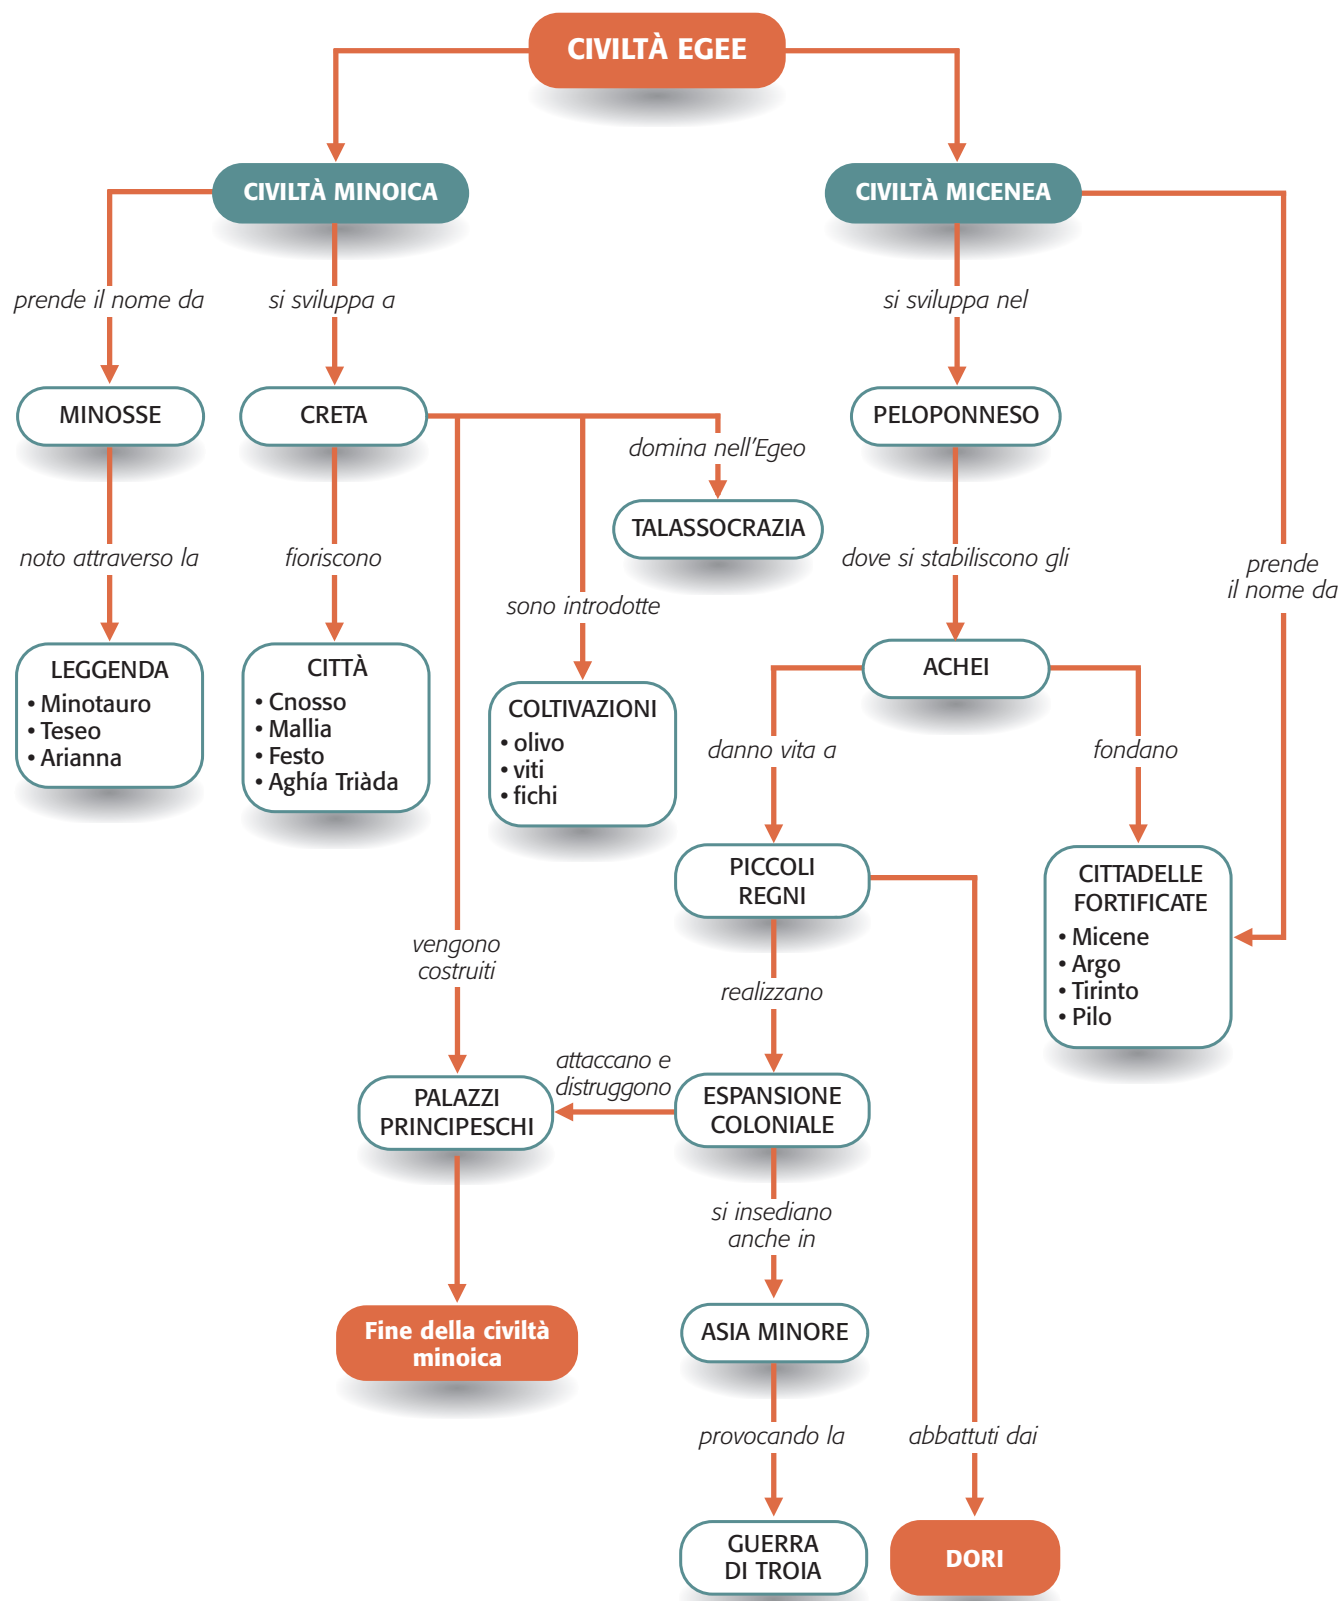 CIVILTÀ EGEE
CIVILTÀ MINOICA
CIVILTÀ MICENEA
prende il nome da
si sviluppa a
si sviluppa nel
MINOSSE
CRETA
PELOPONNESO
domina nell'Egeo
TALASSOCRAZIA
noto attraverso la
fioriscono
dove si stabiliscono gli
prende
il nome da
sono introdotte
LEGGENDA
• Minotauro
• Teseo
• Arianna
CITTÀ
• Cnosso
• Mallia
• Festo
• Aghía Triàda
COLTIVAZIONI
• olivo
• viti
• fichi
ACHEI
danno vita a
fondano
PICCOLI
REGNI
CITTADELLE
FORTIFICATE
• Micene
• Argo
• Tirinto
• Pilo
vengono
costruiti
realizzano
attaccano e
distruggono
PALAZZI
PRINCIPESCHI
ESPANSIONE
COLONIALE
si insediano
anche in
Fine della civiltà
minoica
ASIA MINORE
provocando la
abbattuti dai
GUERRA
DI TROIA
DORI